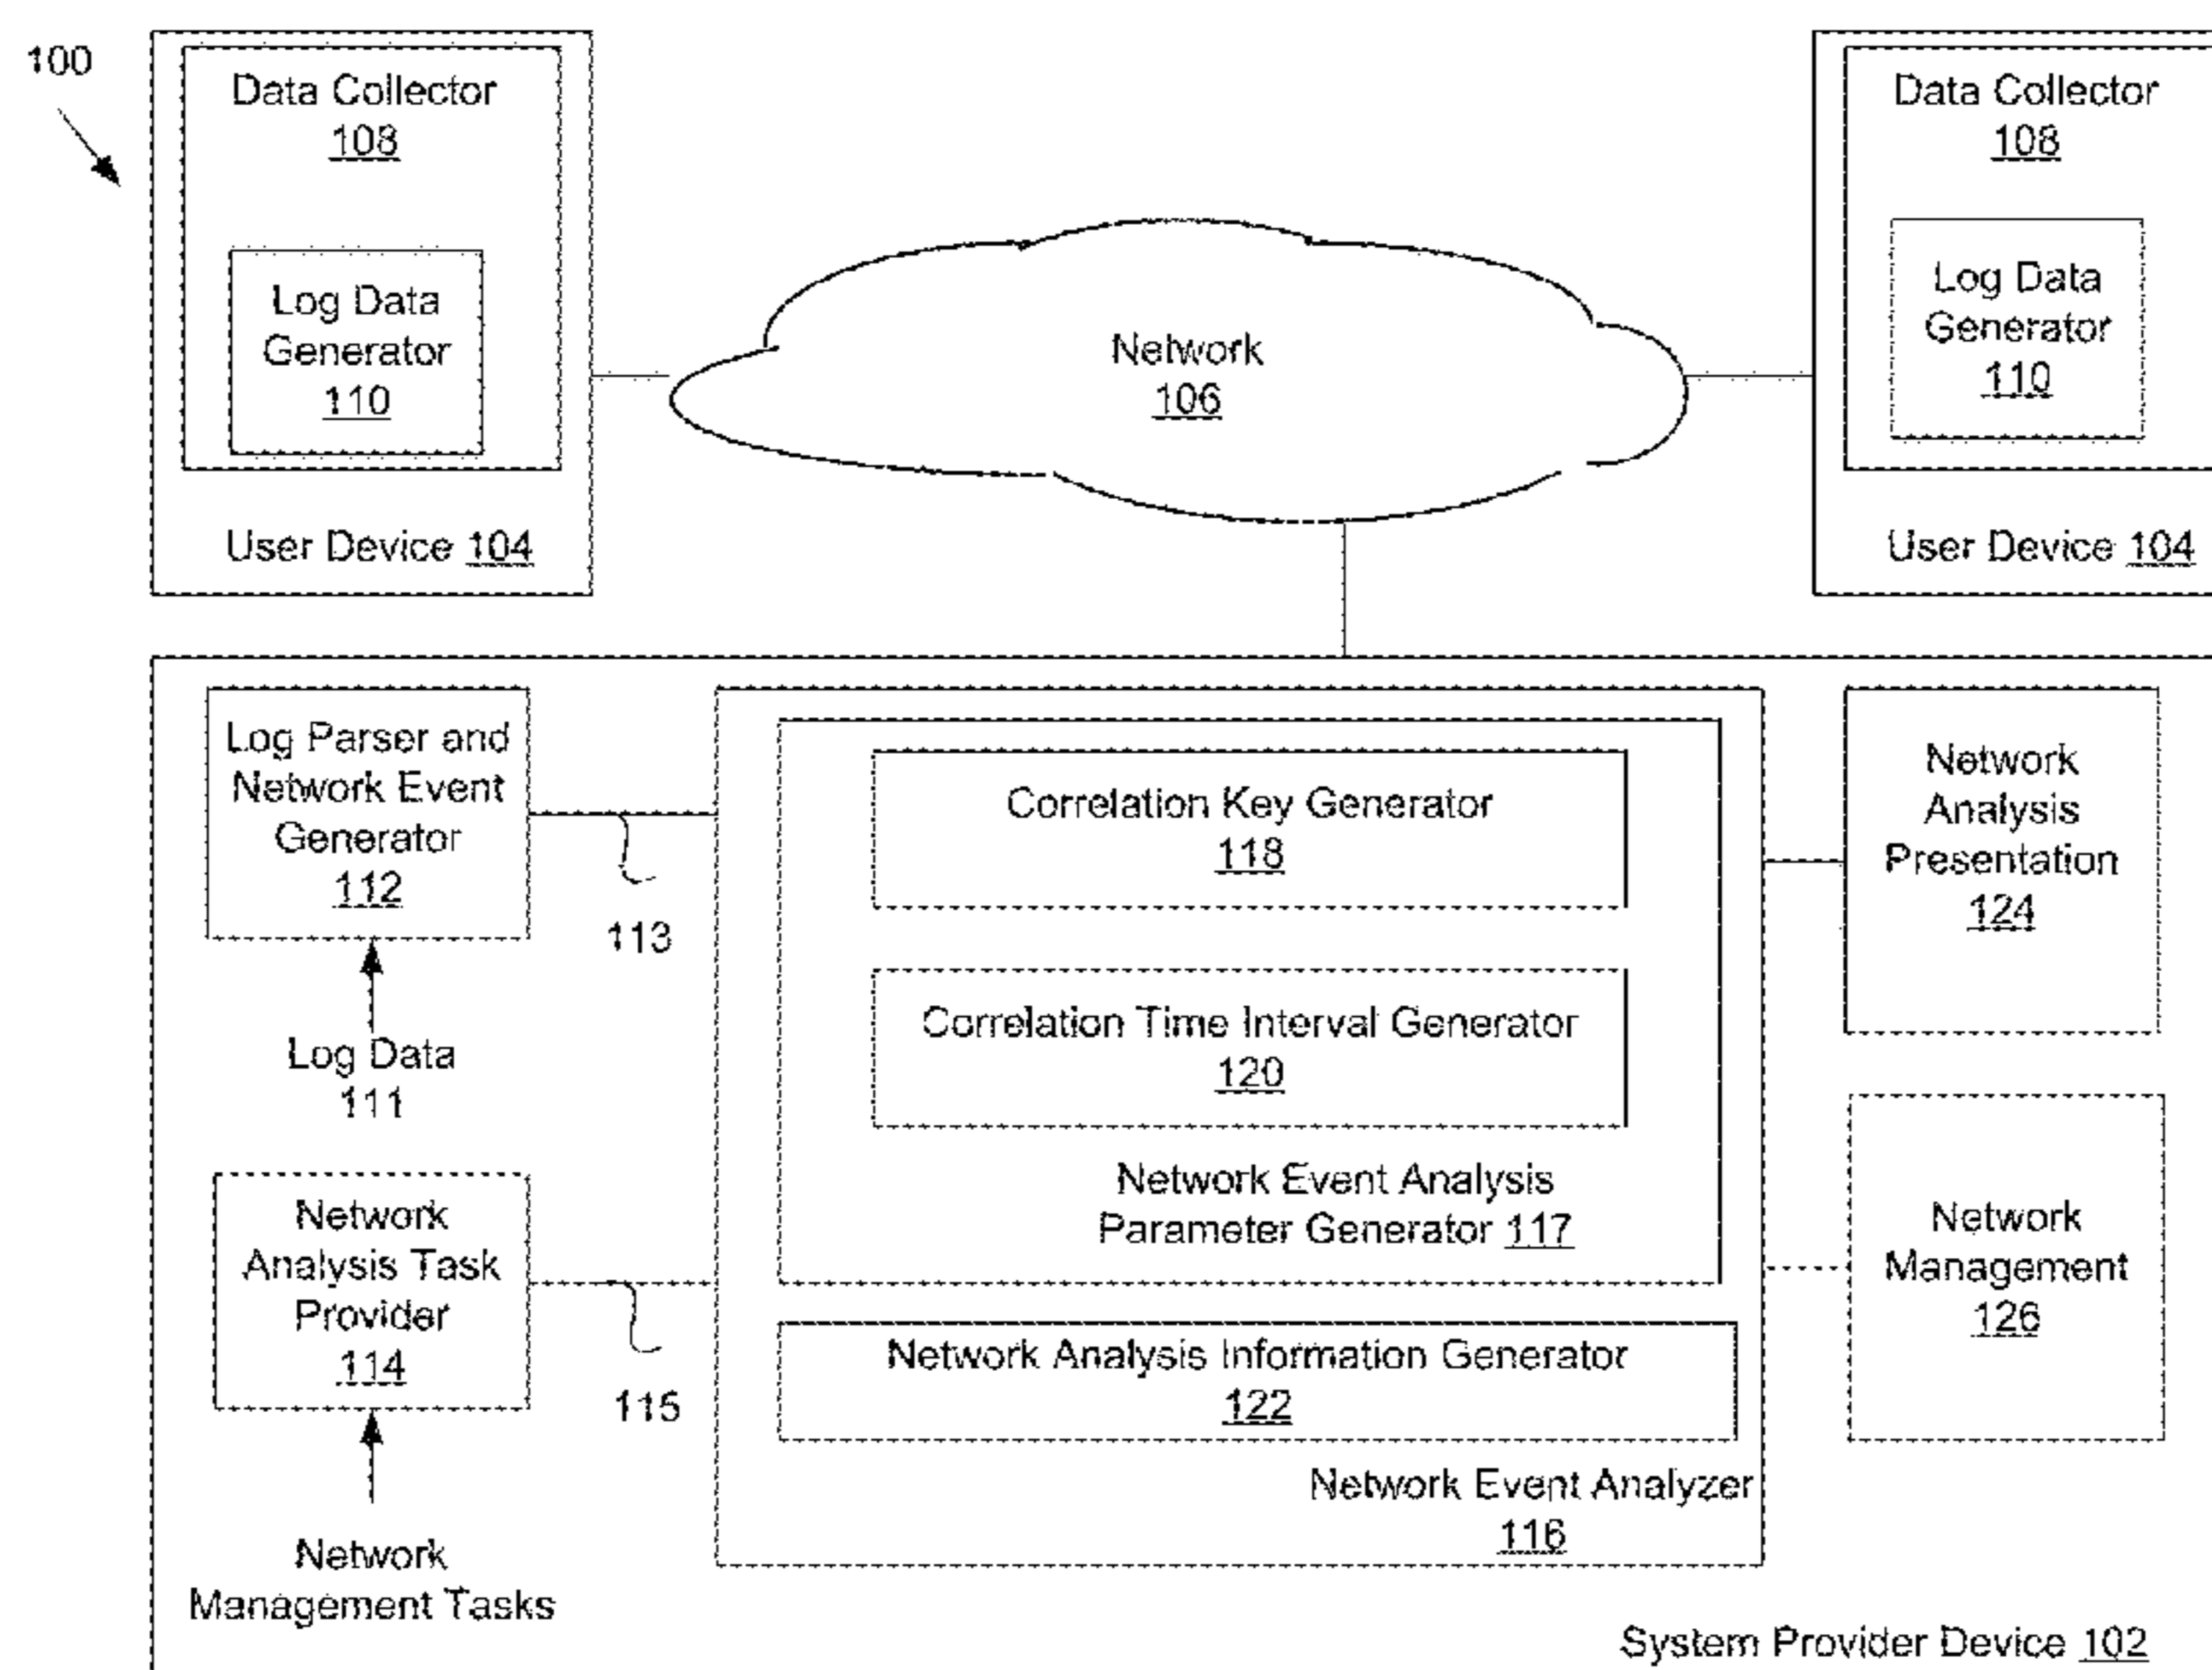 100
Data Collector
108
Log Data
Generator
110
User Device 104
Network
106
Data Collector
108
Log Data
Generator
110
User Device 104
Log Parser and
Network Event
Generator
112
113
Log Data
111
Network
Analysis Task
Provider
114
115
Network
Management Tasks
Correlation Key Generator
118
Correlation Time Interval Generator
120
Network Event Analysis
Parameter Generator 117
Network Analysis Information Generator
122
Network Event Analyzer
116
Network
Analysis
Presentation
124
Network
Management
126
System Provider Device 102